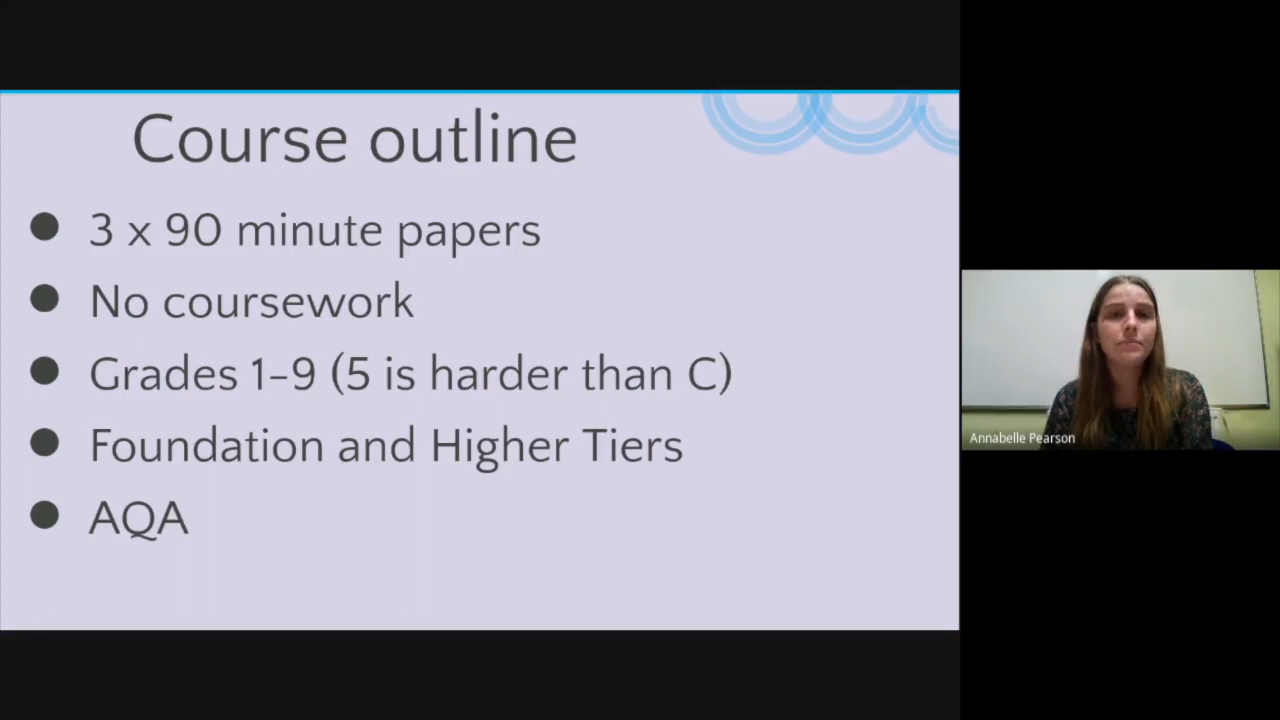 Course outline
3 x 90 minute papers
No coursework
Grades 1–9 (5 is harder than C)
Foundation and Higher Tiers
AQA
Annabelle Pearson